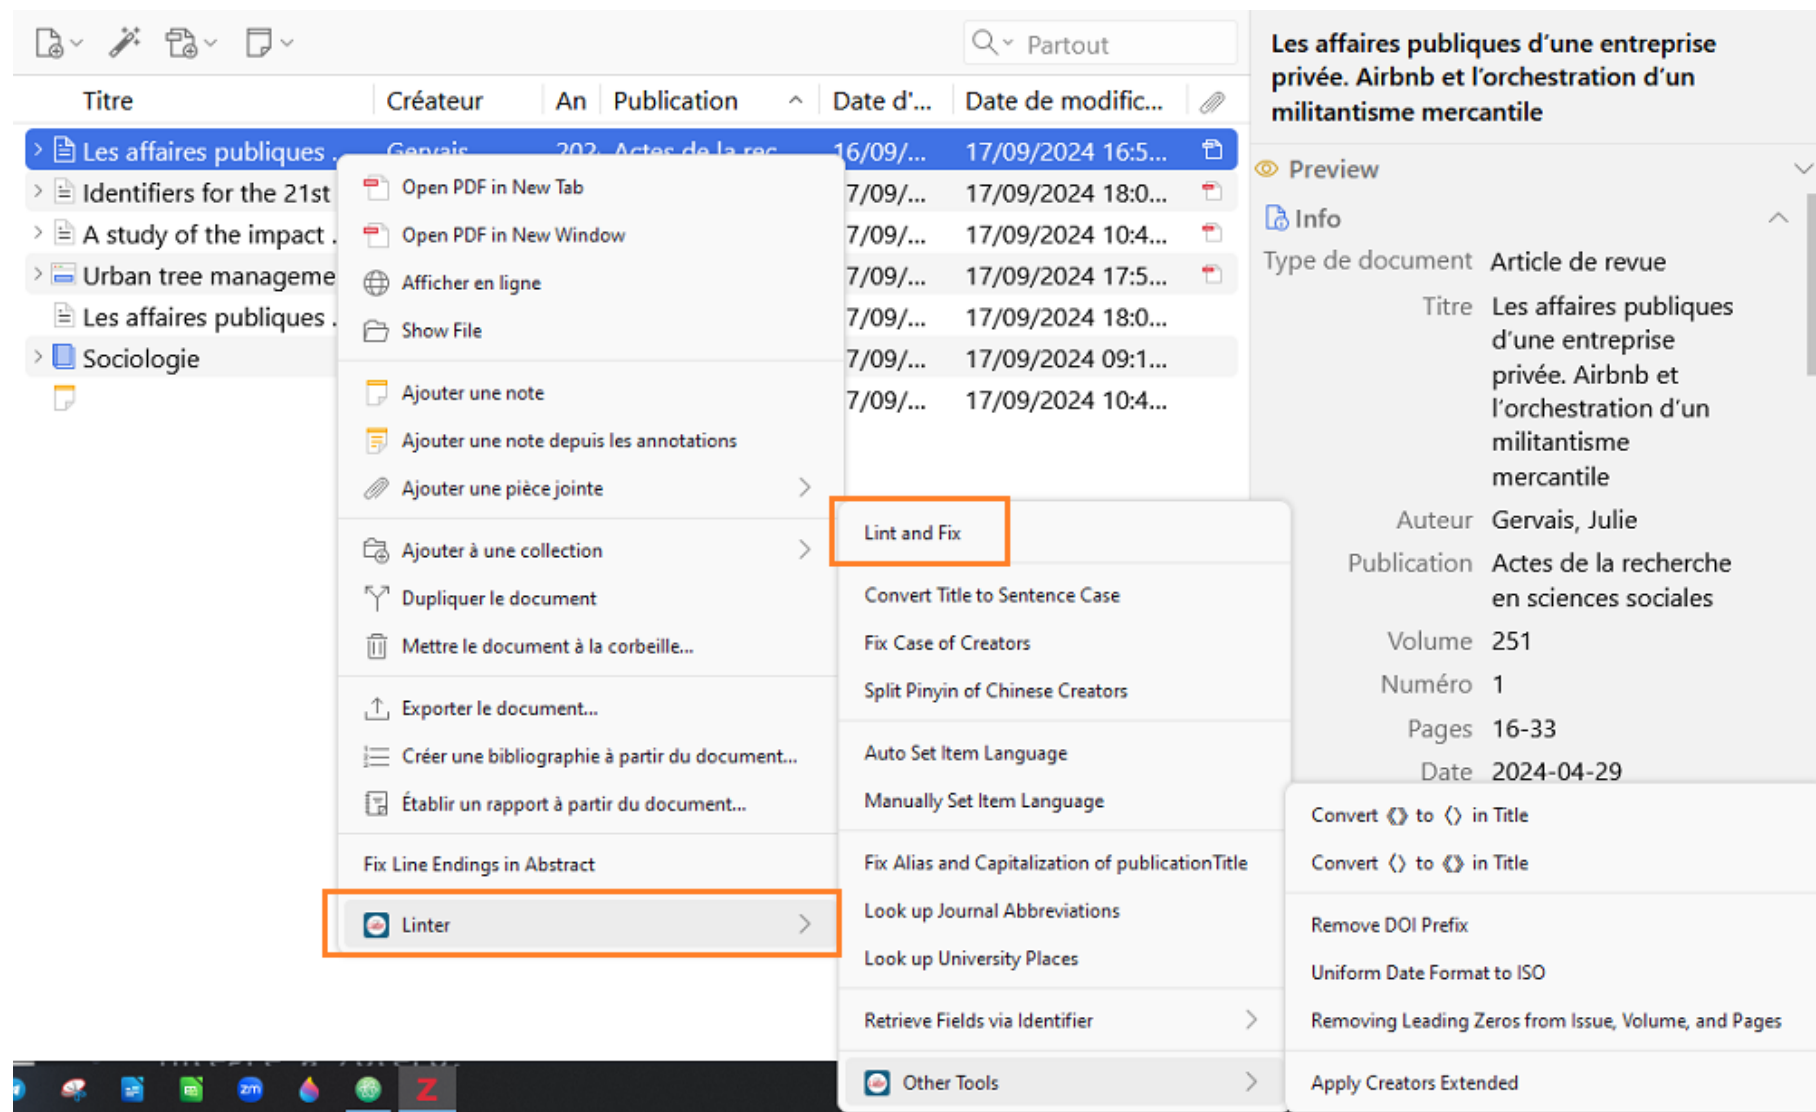 Partout
Titre Créateur An Publication Date d'... Date de modific...
Les affaires publiques . Gervais 202 Actes de la rec 16/09/... 17/09/2024 16:5...
Identifiers for the 21st 7/09/... 17/09/2024 18:0...
A study of the impact . 7/09/... 17/09/2024 10:4...
Urban tree manageme 7/09/... 17/09/2024 17:5...
Les affaires publiques . 7/09/... 17/09/2024 18:0...
Sociologie 7/09/... 17/09/2024 09:1...
7/09/... 17/09/2024 10:4...
Open PDF in New Tab
Open PDF in New Window
Afficher en ligne
Show File
Ajouter une note
Ajouter une note depuis les annotations
Ajouter une pièce jointe
Ajouter à une collection
Dupliquer le document
Mettre le document à la corbeille...
Exporter le document...
Créer une bibliographie à partir du document...
Établir un rapport à partir du document...
Fix Line Endings in Abstract
Linter
Lint and Fix
Convert Title to Sentence Case
Fix Case of Creators
Split Pinyin of Chinese Creators
Auto Set Item Language
Manually Set Item Language
Fix Alias and Capitalization of publicationTitle
Look up Journal Abbreviations
Look up University Places
Retrieve Fields via Identifier
Other Tools
Convert 《》 to 〈〉 in Title
Convert 〈〉 to 《》 in Title
Remove DOI Prefix
Uniform Date Format to ISO
Removing Leading Zeros from Issue, Volume, and Pages
Apply Creators Extended
Les affaires publiques d’une entreprise
privée. Airbnb et l’orchestration d’un
militantisme mercantile
Preview
Info
Type de document Article de revue
Titre Les affaires publiques
d’une entreprise
privée. Airbnb et
l’orchestration d’un
militantisme
mercantile
Auteur Gervais, Julie
Publication Actes de la recherche
en sciences sociales
Volume 251
Numéro 1
Pages 16-33
Date 2024-04-29
zm
Z